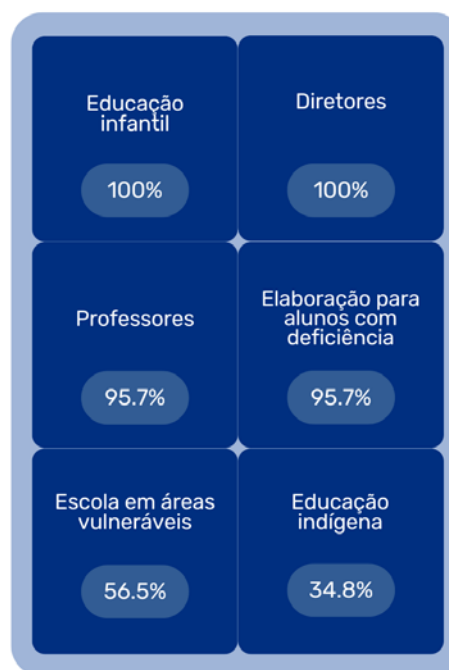 Educação
infantil
100%
Diretores
100%
Professores
95.7%
Elaboração para
alunos com
deficiência
95.7%
Escola em áreas
vulneráveis
56.5%
Educação
indígena
34.8%